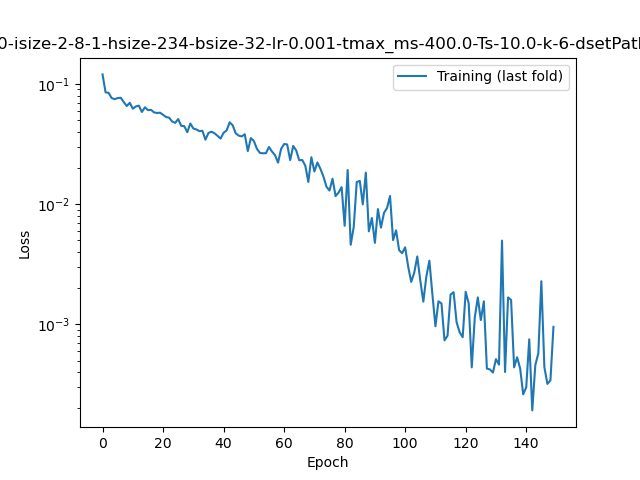 0-isize-2-8-1-hsize-234-bsize-32-lr-0.001-tmax_ms-400.0-Ts-10.0-k-6-dsetPath
Training (last fold)
Loss
10⁻¹
10⁻²
10⁻³
0 20 40 60 80 100 120 140
Epoch